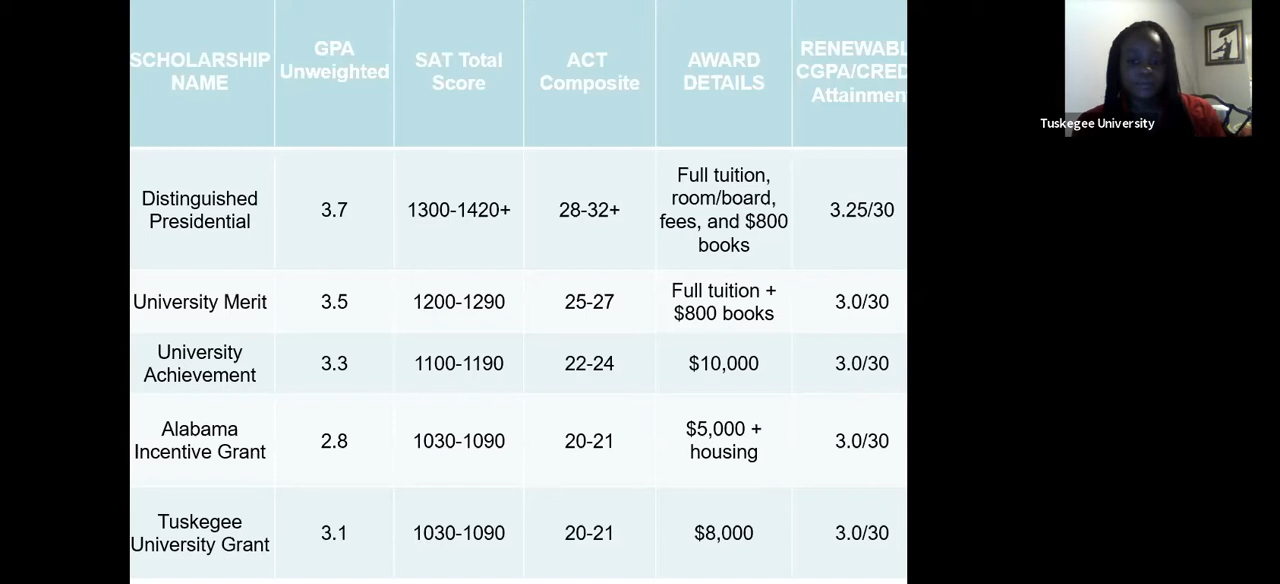 SCHOLARSHIP NAME
GPA Unweighted
SAT Total Score
ACT Composite
AWARD DETAILS
RENEWABL CGPA/CRED Attainmen
Distinguished Presidential
3.7
1300-1420+
28-32+
Full tuition, room/board, fees, and $800 books
3.25/30
University Merit
3.5
1200-1290
25-27
Full tuition + $800 books
3.0/30
University Achievement
3.3
1100-1190
22-24
$10,000
3.0/30
Alabama Incentive Grant
2.8
1030-1090
20-21
$5,000 + housing
3.0/30
Tuskegee University Grant
3.1
1030-1090
20-21
$8,000
3.0/30
Tuskegee University